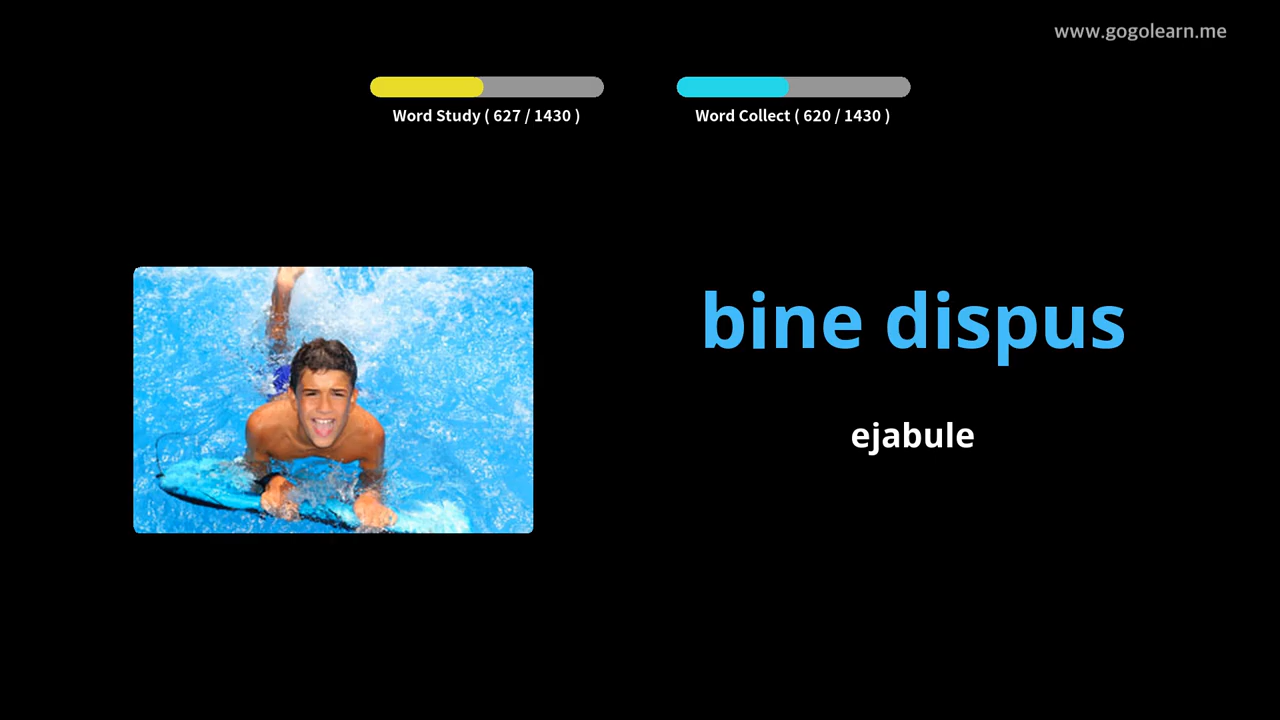 www.gogolearn.me
Word Study ( 627 / 1430 )
Word Collect ( 620 / 1430 )
bine dispus
ejabule